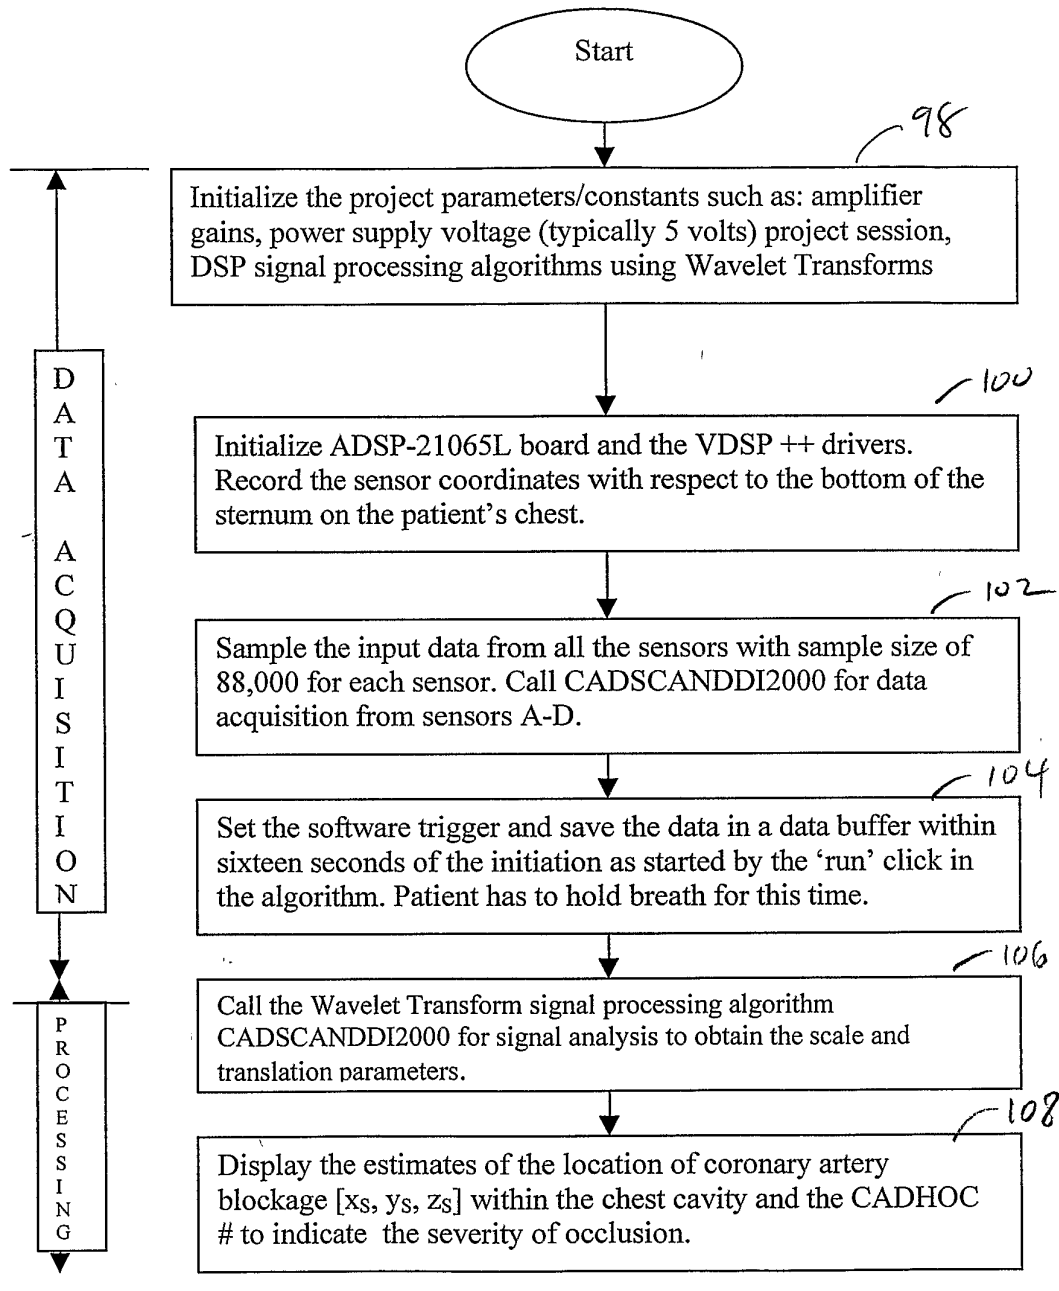 Start
98
Initialize the project parameters/constants such as: amplifier
gains, power supply voltage (typically 5 volts) project session,
DSP signal processing algorithms using Wavelet Transforms
100
Initialize ADSP-21065L board and the VDSP ++ drivers.
Record the sensor coordinates with respect to the bottom of the
sternum on the patient's chest.
102
Sample the input data from all the sensors with sample size of
88,000 for each sensor. Call CADSCANDDI2000 for data
acquisition from sensors A-D.
104
Set the software trigger and save the data in a data buffer within
sixteen seconds of the initiation as started by the ‘run’ click in
the algorithm. Patient has to hold breath for this time.
106
Call the Wavelet Transform signal processing algorithm
CADSCANDDI2000 for signal analysis to obtain the scale and
translation parameters.
108
Display the estimates of the location of coronary artery
blockage [xs, ys, zs] within the chest cavity and the CADHOC
# to indicate the severity of occlusion.
DATA ACQUISITION
PROCESSING